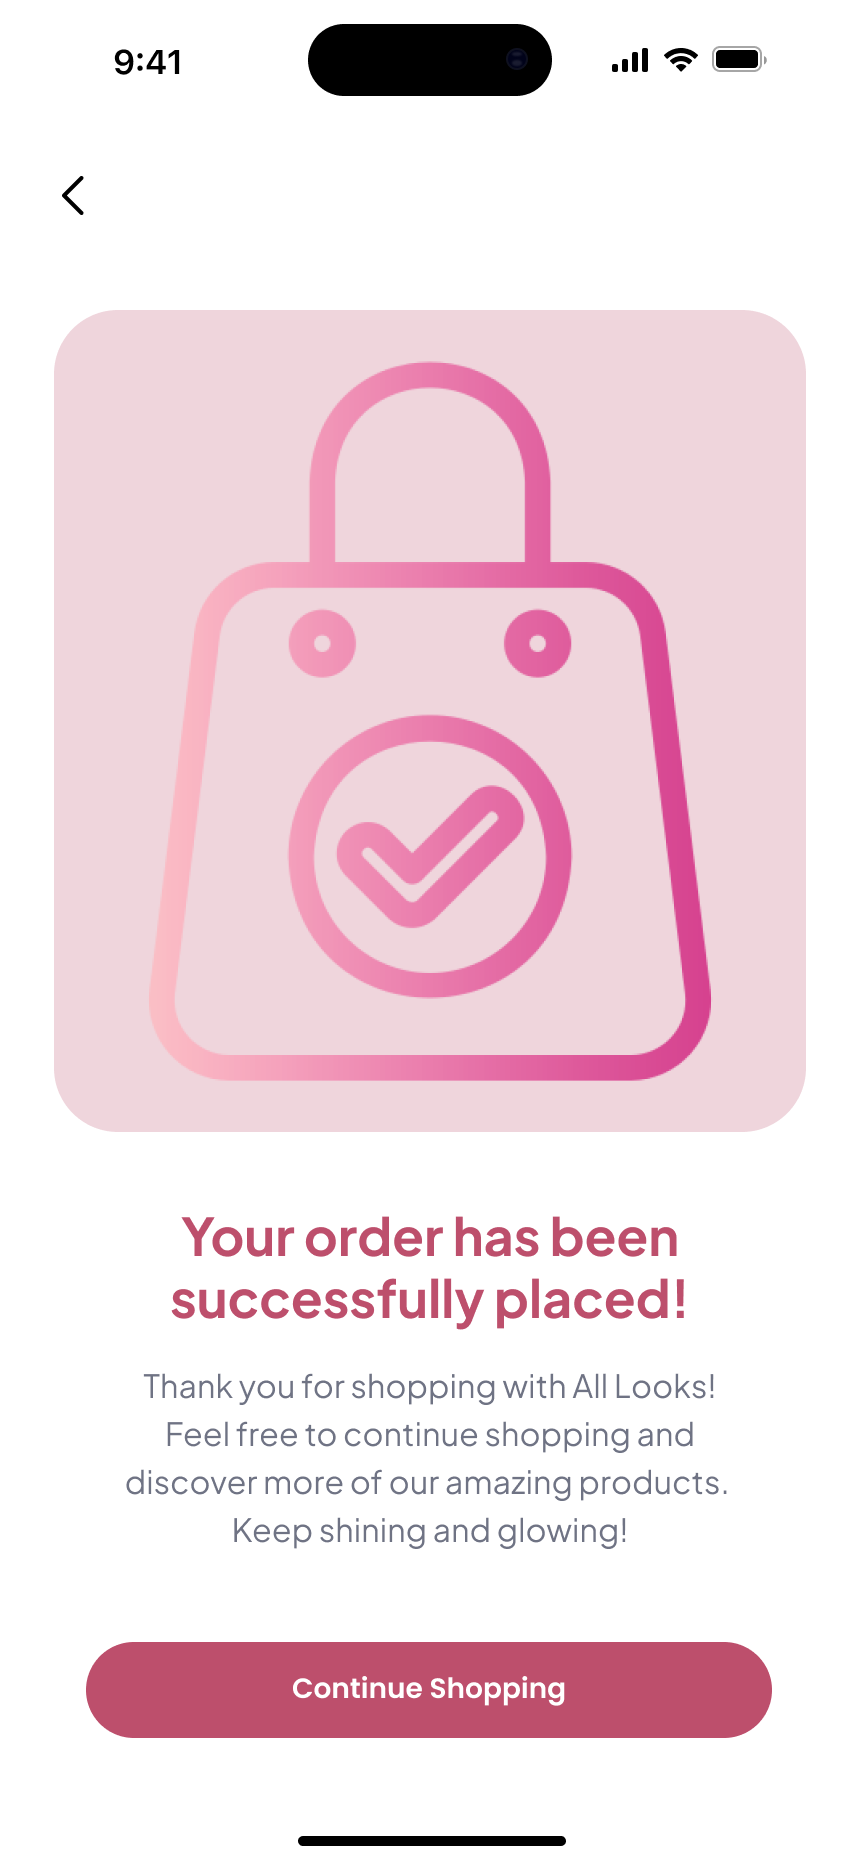 9:41
Your order has been
successfully placed!
Thank you for shopping with All Looks!
Feel free to continue shopping and
discover more of our amazing products.
Keep shining and glowing!
Continue Shopping